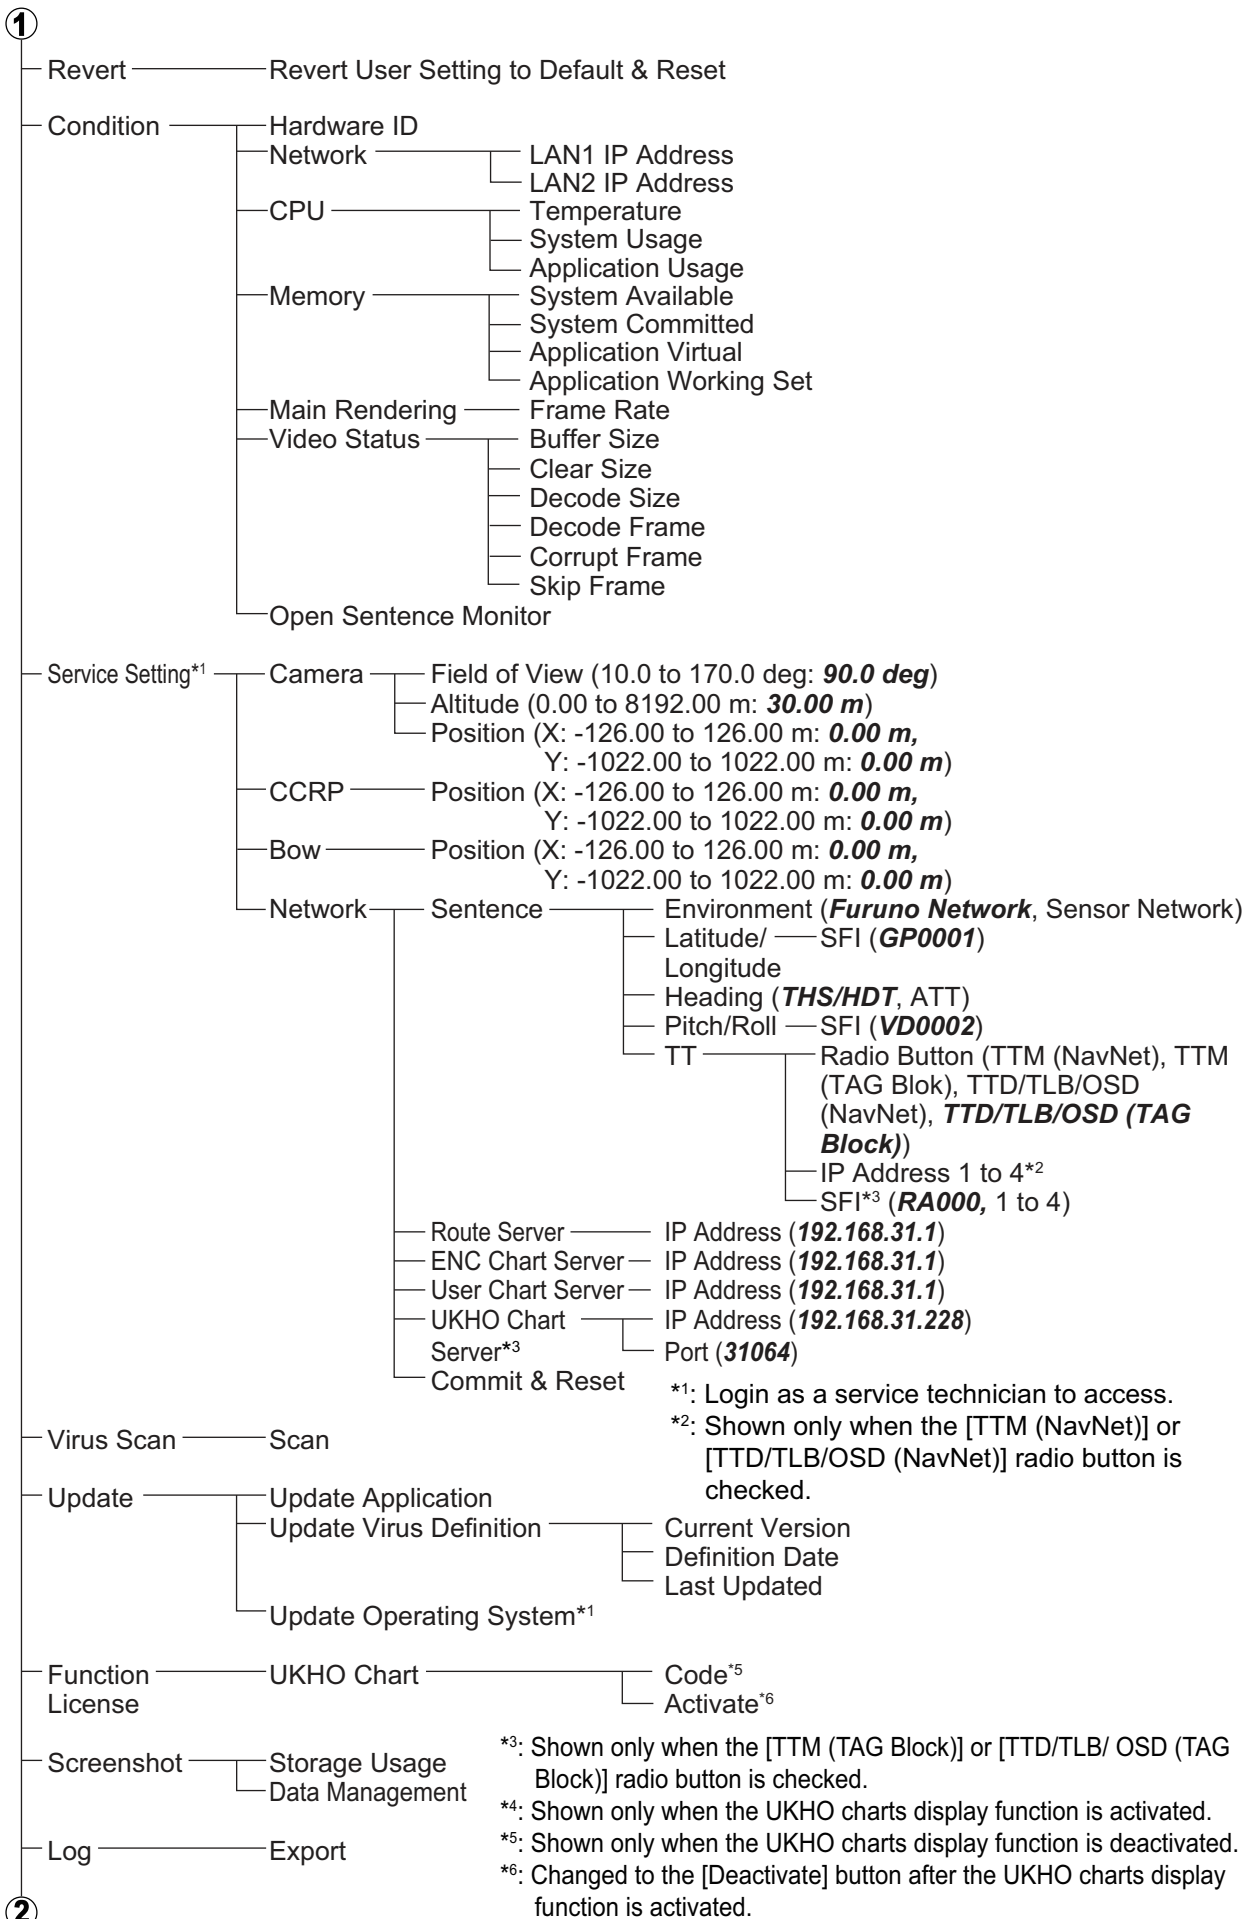 1
Revert Revert User Setting to Default & Reset
Condition Hardware ID
Network LAN1 IP Address
LAN2 IP Address
CPU Temperature
System Usage
Application Usage
Memory System Available
System Committed
Application Virtual
Application Working Set
Main Rendering Frame Rate
Video Status Buffer Size
Clear Size
Decode Size
Decode Frame
Corrupt Frame
Skip Frame
Open Sentence Monitor
Service Setting*1 Camera Field of View (10.0 to 170.0 deg: 90.0 deg)
Altitude (0.00 to 8192.00 m: 30.00 m)
Position (X: -126.00 to 126.00 m: 0.00 m,
Y: -1022.00 to 1022.00 m: 0.00 m)
CCRP Position (X: -126.00 to 126.00 m: 0.00 m,
Y: -1022.00 to 1022.00 m: 0.00 m)
Bow Position (X: -126.00 to 126.00 m: 0.00 m,
Y: -1022.00 to 1022.00 m: 0.00 m)
Network Sentence Environment (Furuno Network, Sensor Network)
Latitude/ SFI (GP0001)
Longitude
Heading (THS/HDT, ATT)
Pitch/Roll SFI (VD0002)
TT Radio Button (TTM (NavNet), TTM
(TAG Blok), TTD/TLB/OSD
(NavNet), TTD/TLB/OSD (TAG
Block))
IP Address 1 to 4*2
SFI*3 (RA000, 1 to 4)
Route Server IP Address (192.168.31.1)
ENC Chart Server IP Address (192.168.31.1)
User Chart Server IP Address (192.168.31.1)
UKHO Chart IP Address (192.168.31.228)
Server*3 Port (31064)
Commit & Reset
*1: Login as a service technician to access.
*2: Shown only when the [TTM (NavNet)] or
[TTD/TLB/OSD (NavNet)] radio button is
checked.
Virus Scan Scan
Update Update Application
Update Virus Definition Current Version
Definition Date
Last Updated
Update Operating System*1
Function UKHO Chart Code*5
License Activate*6
Screenshot Storage Usage
Data Management
Log Export
*3: Shown only when the [TTM (TAG Block)] or [TTD/TLB/ OSD (TAG
Block)] radio button is checked.
*4: Shown only when the UKHO charts display function is activated.
*5: Shown only when the UKHO charts display function is deactivated.
*6: Changed to the [Deactivate] button after the UKHO charts display
function is activated.
2